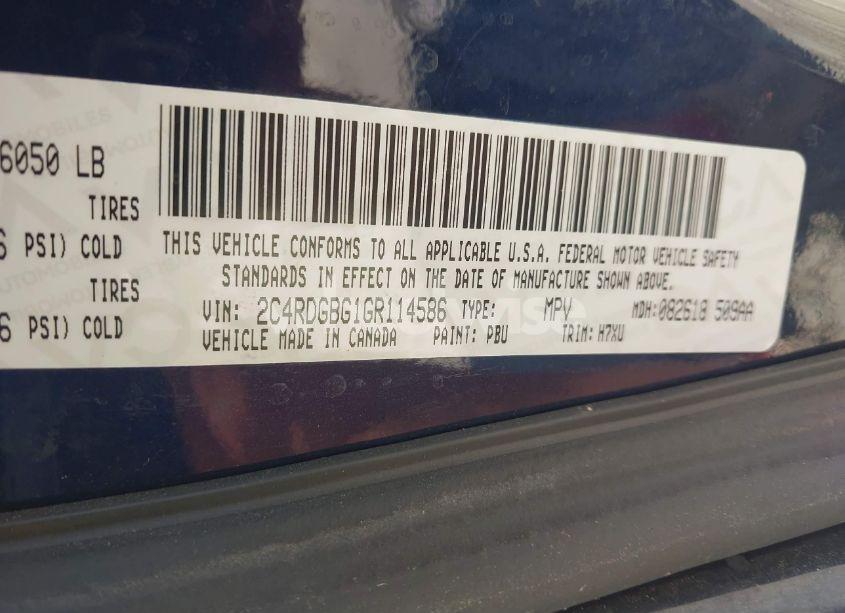 6050 LB
TIRES
6 PSI) COLD
TIRES
6 PSI) COLD
THIS VEHICLE CONFORMS TO ALL APPLICABLE U.S.A. FEDERAL MOTOR VEHICLE SAFETY
STANDARDS IN EFFECT ON THE DATE OF MANUFACTURE SHOWN ABOVE.
VIN: 2C4RDGBG1GR114586 TYPE: MPV MDH: 082618 509AA
VEHICLE MADE IN CANADA PAINT: PBU TRIM: H7XU